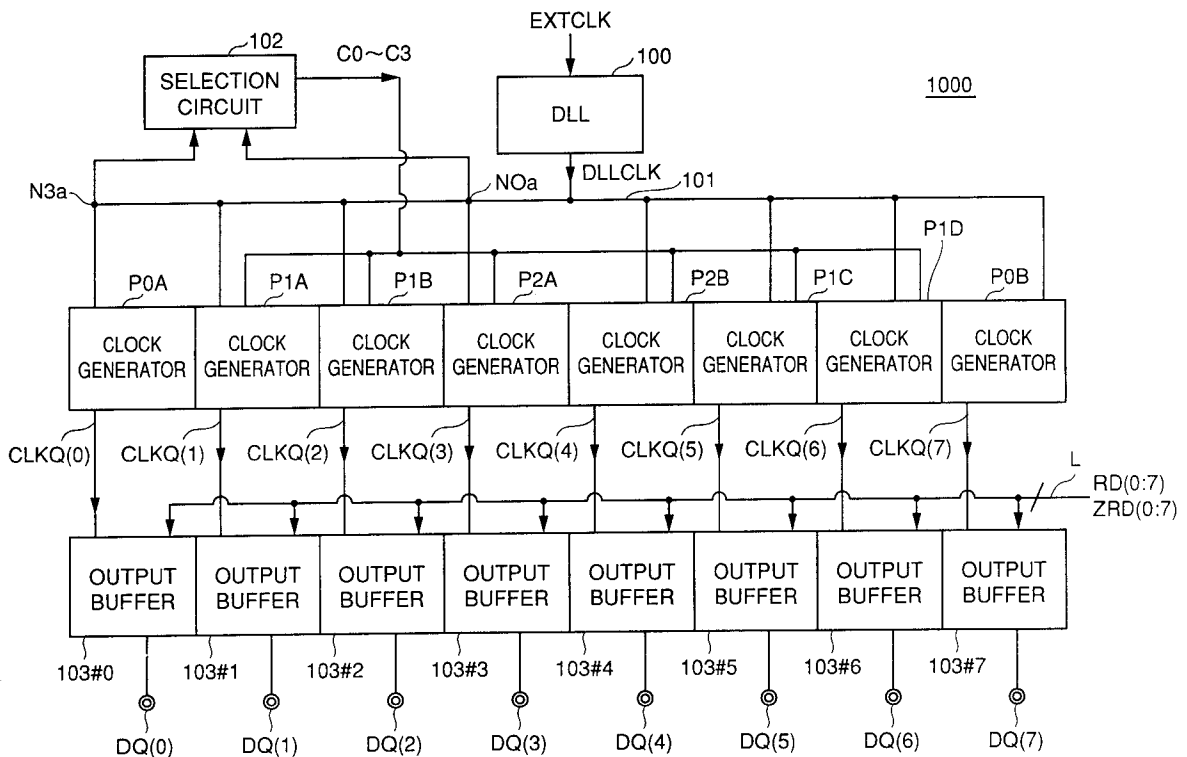 EXTCLK
102
C0~C3
100
SELECTION
CIRCUIT
DLL
1000
DLLCLK
101
N3a
NOa
P1D
P0A
P1A
P1B
P2A
P2B
P1C
P0B
CLOCK
GENERATOR
CLOCK
GENERATOR
CLOCK
GENERATOR
CLOCK
GENERATOR
CLOCK
GENERATOR
CLOCK
GENERATOR
CLOCK
GENERATOR
CLOCK
GENERATOR
CLKQ(0)
CLKQ(1)
CLKQ(2)
CLKQ(3)
CLKQ(4)
CLKQ(5)
CLKQ(6)
CLKQ(7)
L
RD(0:7)
ZRD(0:7)
OUTPUT
BUFFER
OUTPUT
BUFFER
OUTPUT
BUFFER
OUTPUT
BUFFER
OUTPUT
BUFFER
OUTPUT
BUFFER
OUTPUT
BUFFER
OUTPUT
BUFFER
103#0
103#1
103#2
103#3
103#4
103#5
103#6
103#7
DQ(0)
DQ(1)
DQ(2)
DQ(3)
DQ(4)
DQ(5)
DQ(6)
DQ(7)